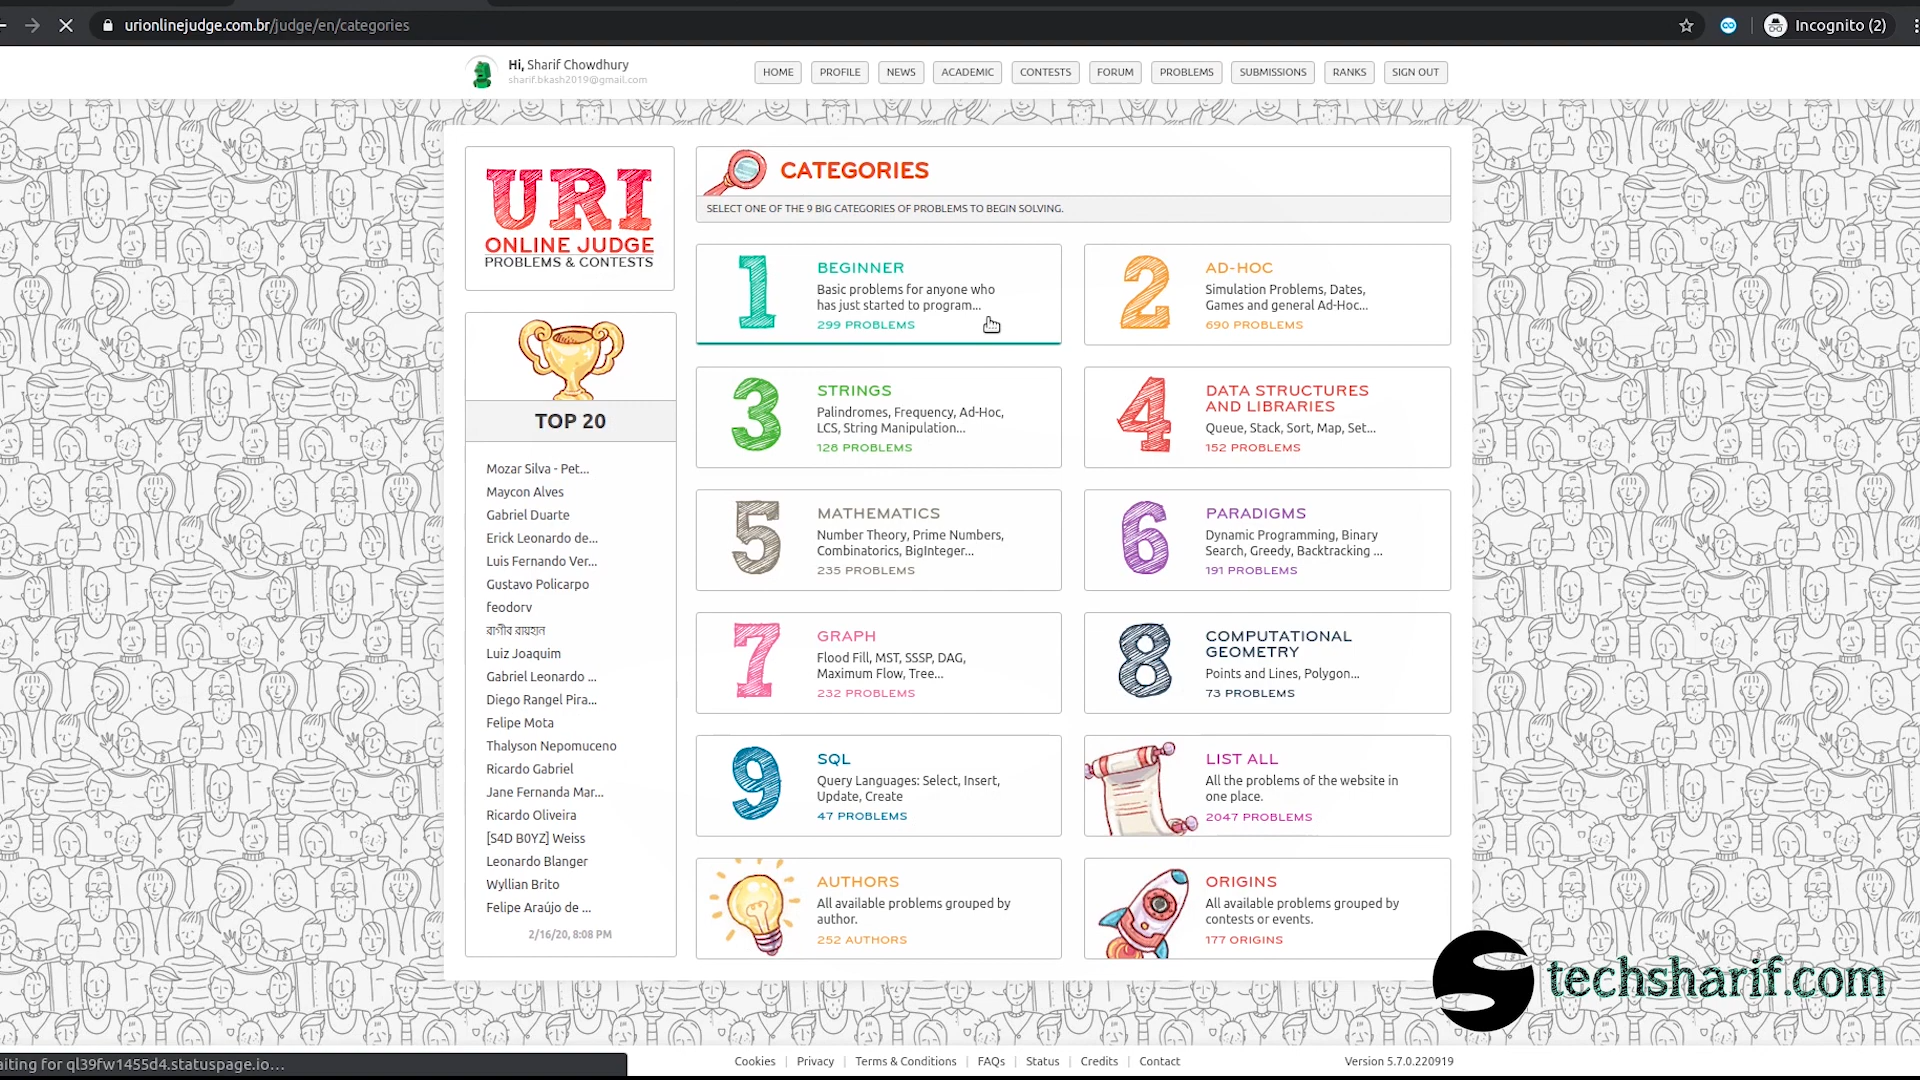 urionlinejudge.com.br/judge/en/categories
Incognito (2)
Hi, Sharif Chowdhury
sharif.bkash2019@gmail.com
HOME
PROFILE
NEWS
ACADEMIC
CONTESTS
FORUM
PROBLEMS
SUBMISSIONS
RANKS
SIGN OUT
URI
ONLINE JUDGE
PROBLEMS & CONTESTS
TOP 20
Mozar Silva - Pet...
Maycon Alves
Gabriel Duarte
Erick Leonardo de...
Luis Fernando Ver...
Gustavo Policarpo
feodorv
রাগীব রায়হান
Luiz Joaquim
Gabriel Leonardo ...
Diego Rangel Pira...
Felipe Mota
Thalyson Nepomuceno
Ricardo Gabriel
Jane Fernanda Mar...
Ricardo Oliveira
[S4D B0YZ] Weiss
Leonardo Blanger
Wyllian Brito
Felipe Araújo de ...
2/16/20, 8:08 PM
CATEGORIES
SELECT ONE OF THE 9 BIG CATEGORIES OF PROBLEMS TO BEGIN SOLVING.
1
BEGINNER
Basic problems for anyone who
has just started to program...
299 PROBLEMS
2
AD-HOC
Simulation Problems, Dates,
Games and general Ad-Hoc...
690 PROBLEMS
3
STRINGS
Palindromes, Frequency, Ad-Hoc,
LCS, String Manipulation...
128 PROBLEMS
4
DATA STRUCTURES
AND LIBRARIES
Queue, Stack, Sort, Map, Set...
152 PROBLEMS
5
MATHEMATICS
Number Theory, Prime Numbers,
Combinatorics, BigInteger...
235 PROBLEMS
6
PARADIGMS
Dynamic Programming, Binary
Search, Greedy, Backtracking ...
191 PROBLEMS
7
GRAPH
Flood Fill, MST, SSSP, DAG,
Maximum Flow, Tree...
232 PROBLEMS
8
COMPUTATIONAL
GEOMETRY
Points and Lines, Polygon...
73 PROBLEMS
9
SQL
Query Languages: Select, Insert,
Update, Create
47 PROBLEMS
LIST ALL
All the problems of the website in
one place.
2047 PROBLEMS
AUTHORS
All available problems grouped by
author.
252 AUTHORS
ORIGINS
All available problems grouped by
contests or events.
177 ORIGINS
techsharif.com
aiting for ql39fw1455d4.statuspage.io...
Cookies
Privacy
Terms & Conditions
FAQs
Status
Credits
Contact
Version 5.7.0.220919